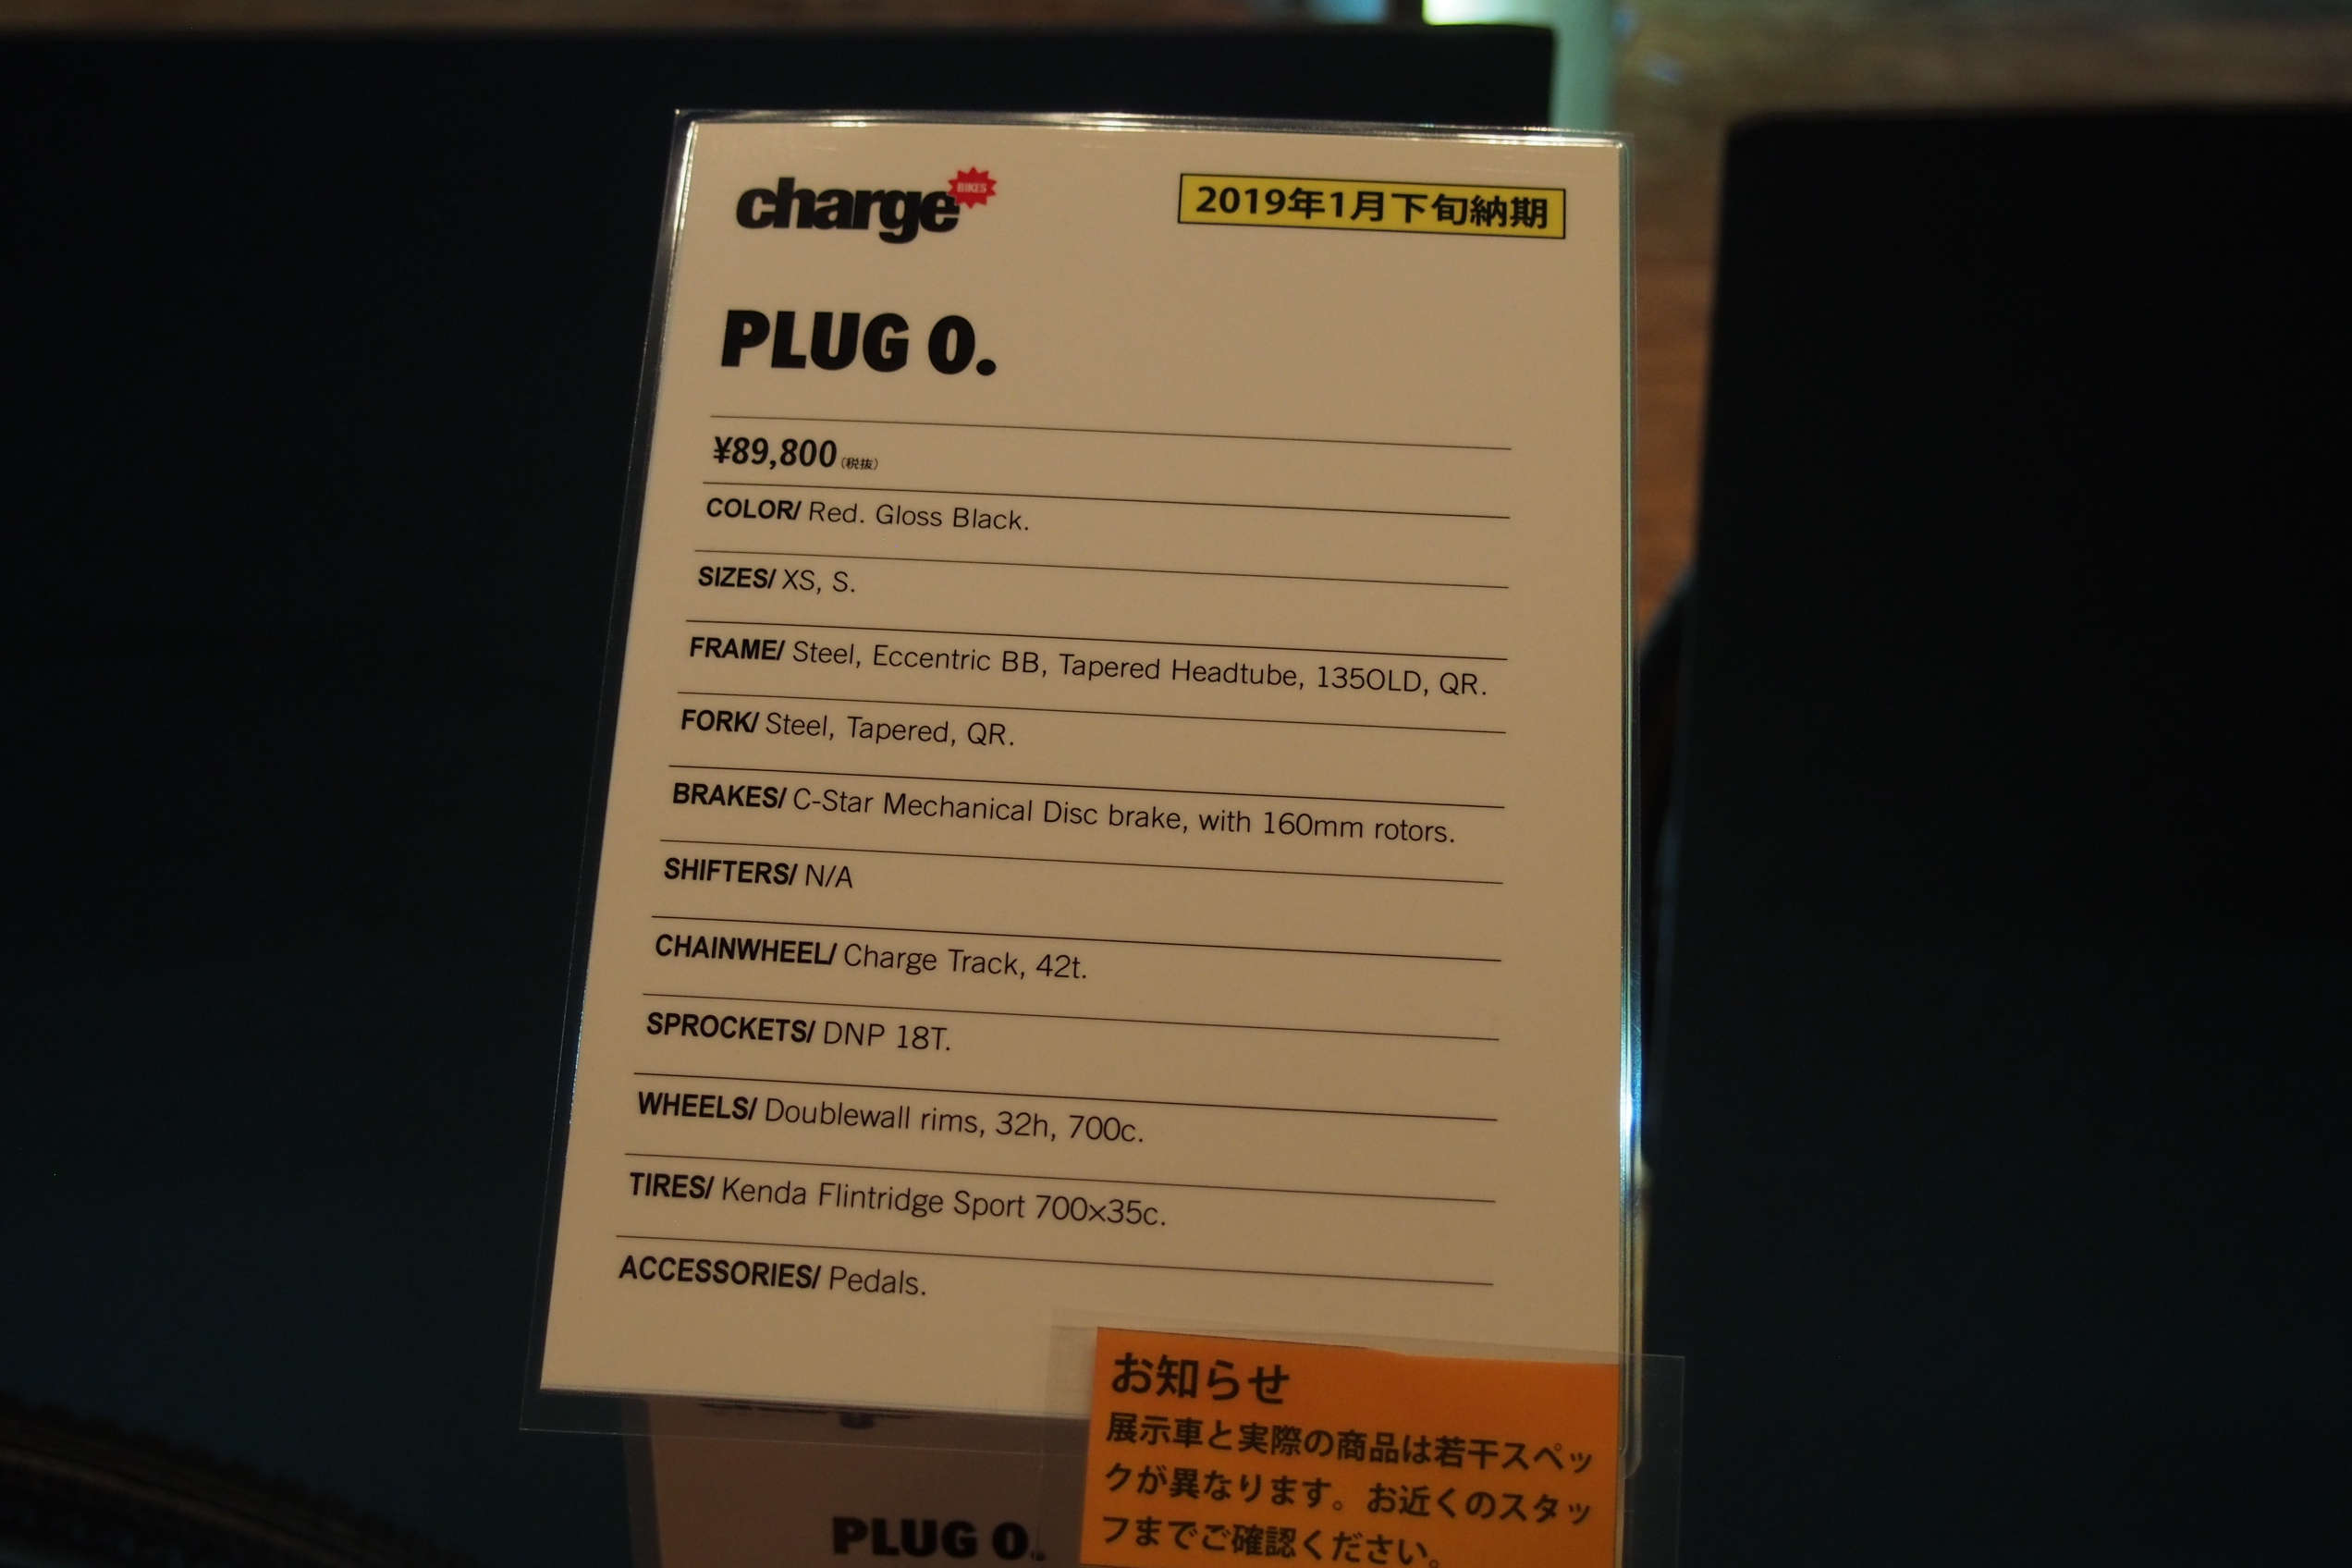 charge BIKES
2019年1月下旬納期
PLUG 0.
¥89,800(税抜)
COLOR/ Red. Gloss Black.
SIZES/ XS, S.
FRAME/ Steel, Eccentric BB, Tapered Headtube, 135OLD, QR.
FORK/ Steel, Tapered, QR.
BRAKES/ C-Star Mechanical Disc brake, with 160mm rotors.
SHIFTERS/ N/A
CHAINWHEEL/ Charge Track, 42t.
SPROCKETS/ DNP 18T.
WHEELS/ Doublewall rims, 32h, 700c.
TIRES/ Kenda Flintridge Sport 700×35c.
ACCESSORIES/ Pedals.
お知らせ
展示車と実際の商品は若干スペッ
クが異なります。お近くのスタッ
フまでご確認ください。
PLUG 0.